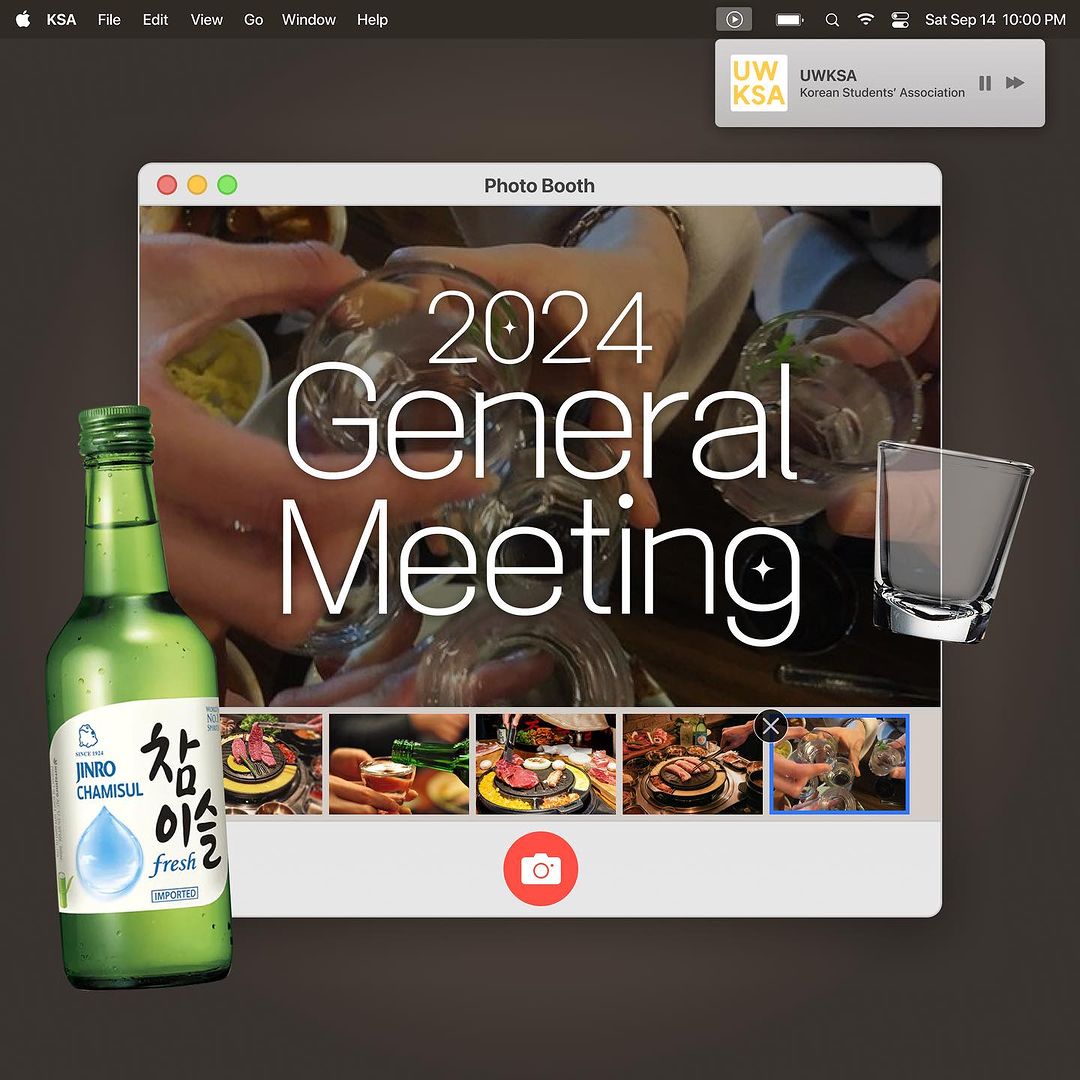 KSA File Edit View Go Window Help Sat Sep 14 10:00 PM
UW
KSA
UWKSA
Korean Students' Association
Photo Booth
2024
General
Meeting
SINCE 1924
JINRO
CHAMISUL
참
이슬
fresh
IMPORTED